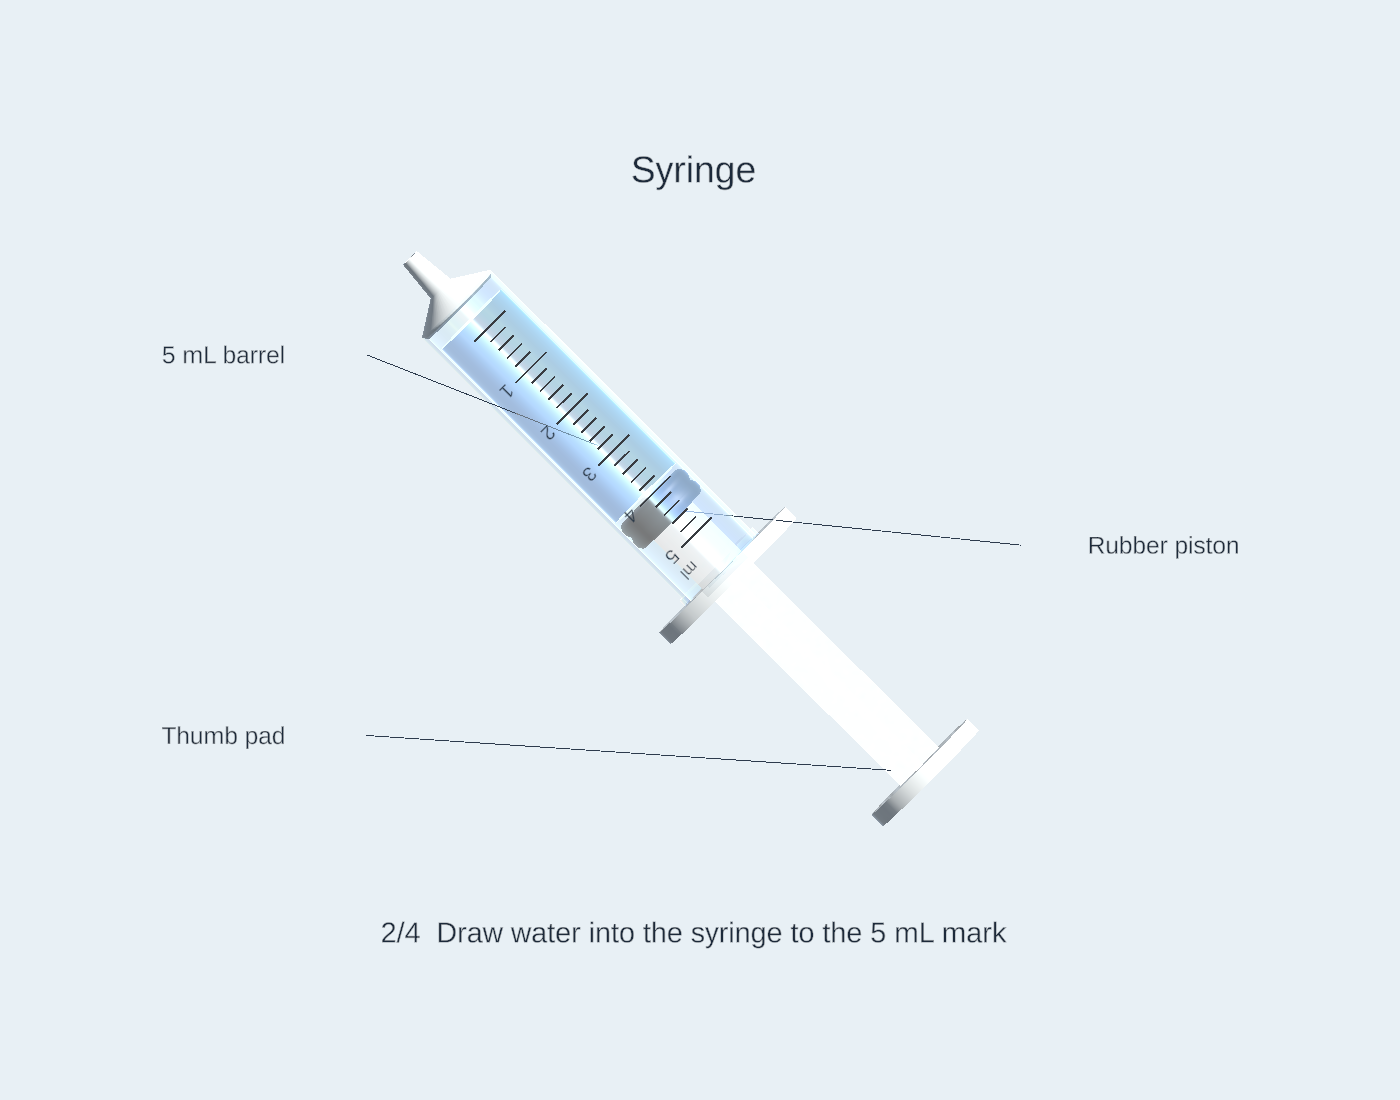 Syringe
5 mL barrel
1
2
3
4
5
ml
Rubber piston
Thumb pad
2/4 Draw water into the syringe to the 5 mL mark